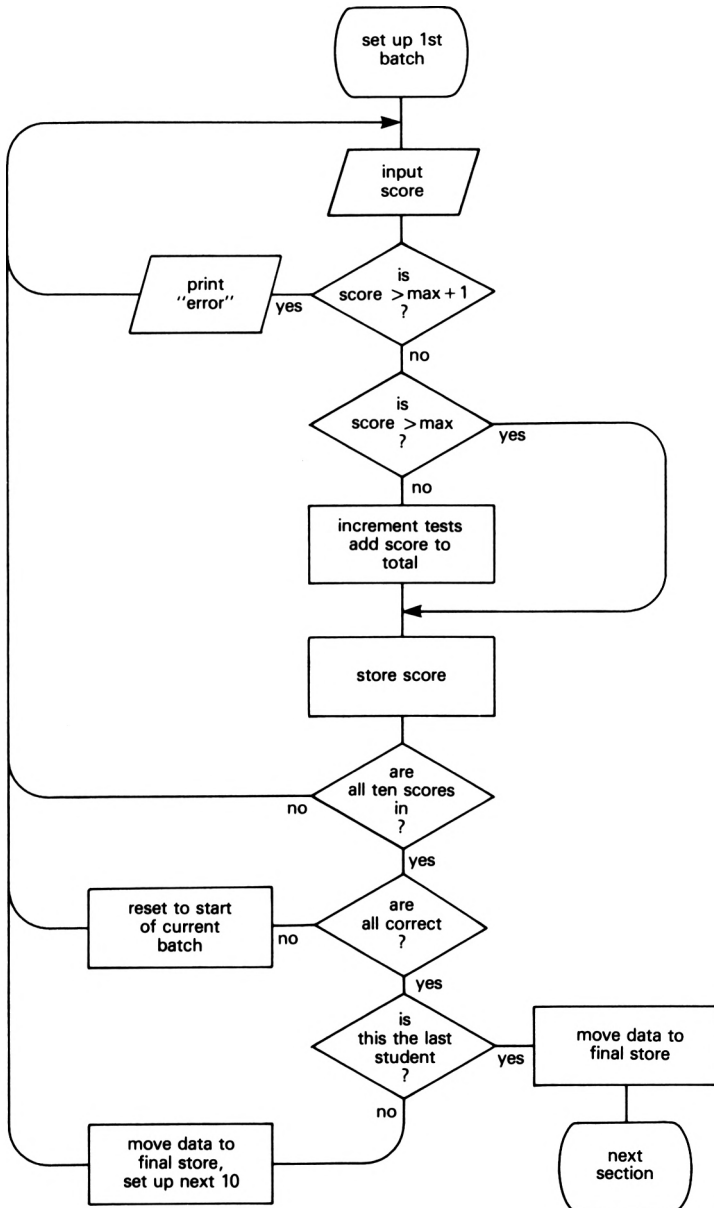 set up 1st
batch
input
score
is
score > max + 1
?
yes
print
"error"
no
is
score > max
?
yes
no
increment tests
add score to
total
store score
are
all ten scores
in
?
no
yes
are
all correct
?
no
reset to start
of current
batch
yes
is
this the last
student
?
yes
move data to
final store
no
move data to
final store,
set up next 10
next
section